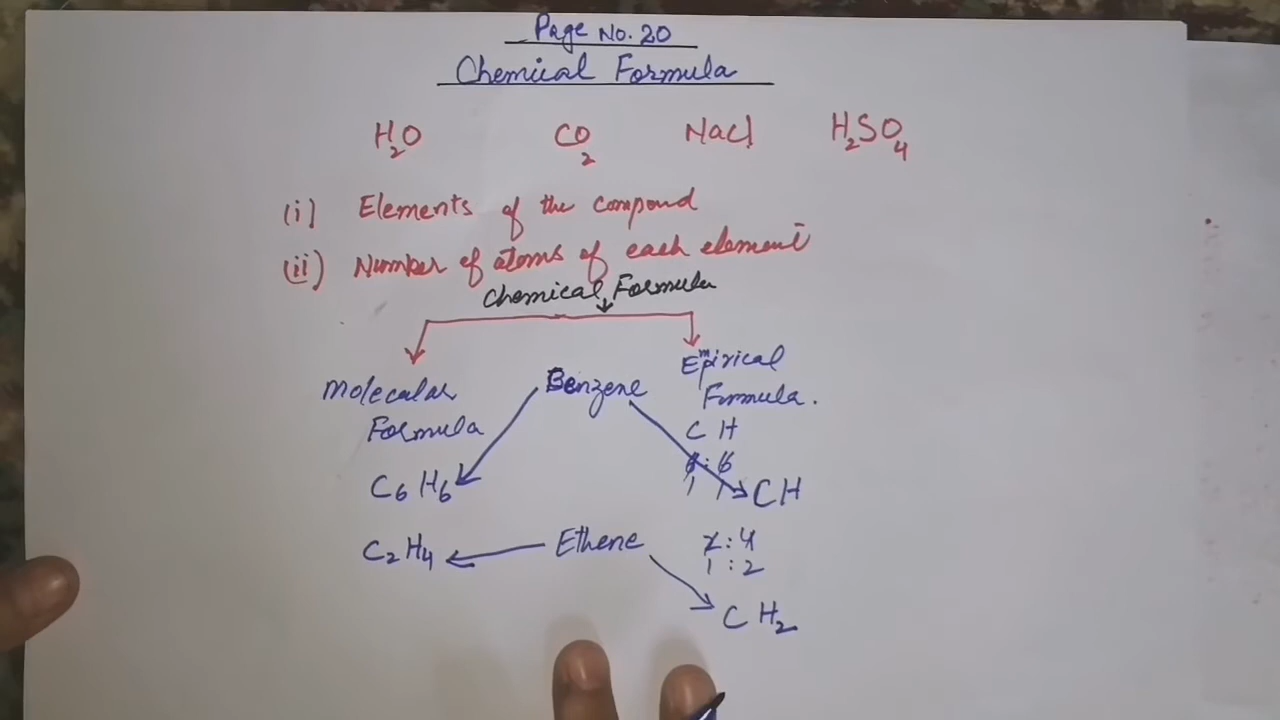 Page No. 20
Chemical Formula
H₂O CO₂ NaCl H₂SO₄
(i) Elements of the compound
(ii) Number of atoms of each element
Chemical Formula
Molecular Formula
Benzene
Empirical Formula.
C H
6 : 6
1 1
C₆H₆
CH
C₂H₄
Ethene
2 : 4
1 : 2
CH₂